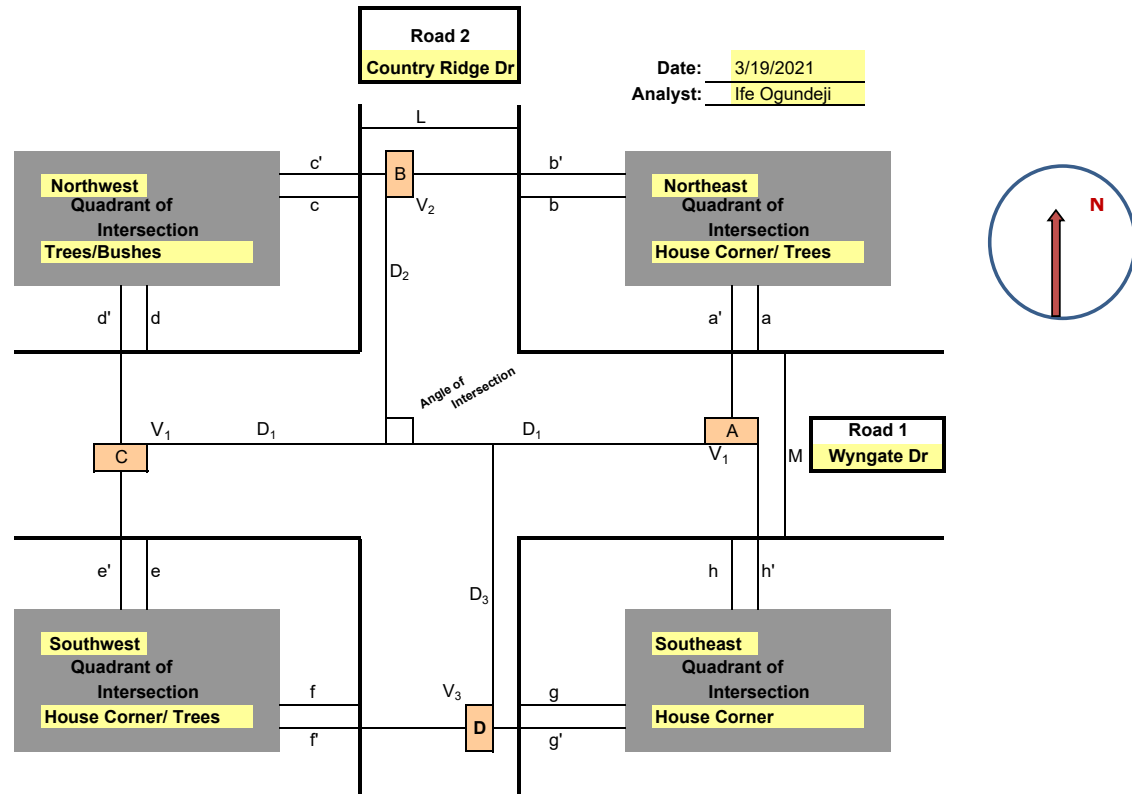 Road 2
Country Ridge Dr
Date: 3/19/2021
Analyst: Ife Ogundeji
L
c' B b'
c V2 b
Northwest
Quadrant of
Intersection
Trees/Bushes
Northeast
Quadrant of
Intersection
House Corner/ Trees
N
D2
d' d a' a
Angle of
Intersection
V1 D1 D1 A
C V1 M
Road 1
Wyngate Dr
e' e h h'
D3
Southwest
Quadrant of
Intersection
House Corner/ Trees
Southeast
Quadrant of
Intersection
House Corner
f V3 g
D
f' g'